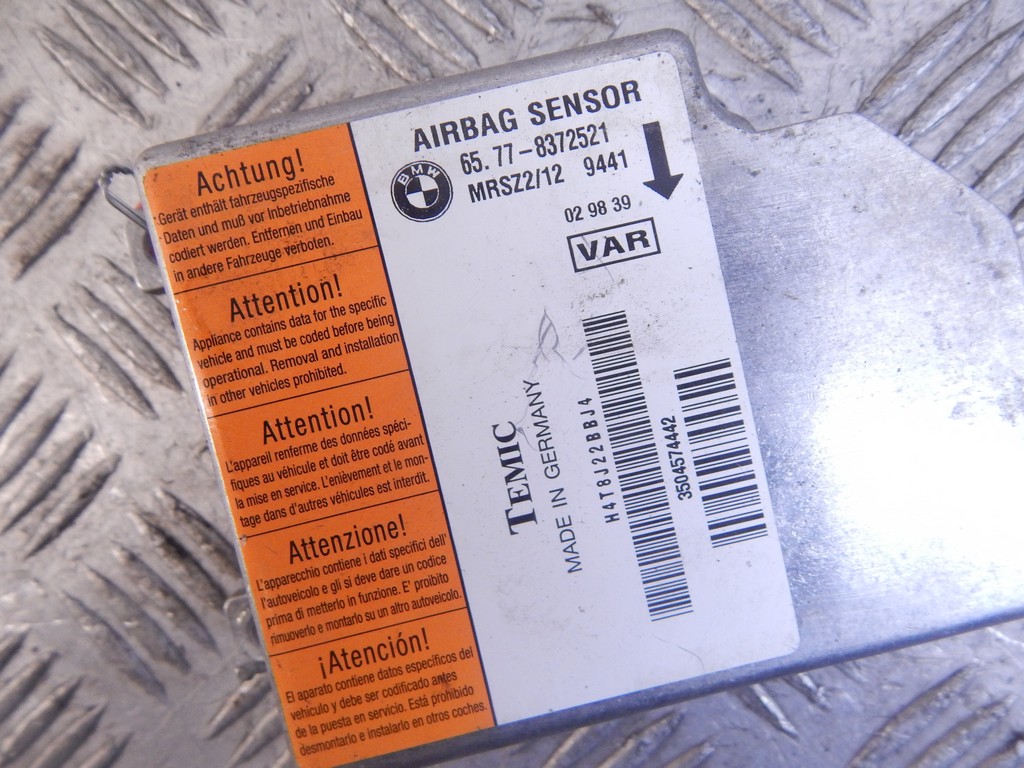 Achtung!
Gerät enthält fahrzeugspezifische
Daten und muß vor Inbetriebnahme
codiert werden. Entfernen und Einbau
in andere Fahrzeuge verboten.
Attention!
Appliance contains data for the specific
vehicle and must be coded before being
operational. Removal and installation
in other vehicles prohibited.
Attention!
L'appareil renferme des données spéci-
fiques au véhicule et doit être codé avant
la mise en service. L'enièvement et le mon-
tage dans d'autres véhicules est interdit.
Attenzione!
L'apparecchio contiene i dati specifici dell'
l'autoveicolo e gli si deve dare un codice
prima di metterlo in funzione. E' proibito
rimuoverlo e montarlo su un altro autoveicolo.
¡Atención!
El aparato contiene datos específicos del
vehículo y debe ser codificado antes
de la puesta en servicio. Está prohibido
desmontarlo e instalarlo en otros coches.
AIRBAG SENSOR
BMW
65.77-8372521
MRSZ2/12 9441
02 98 39
VAR
TEMIC
MADE IN GERMANY
H4T8J22BBJ4
3504574442